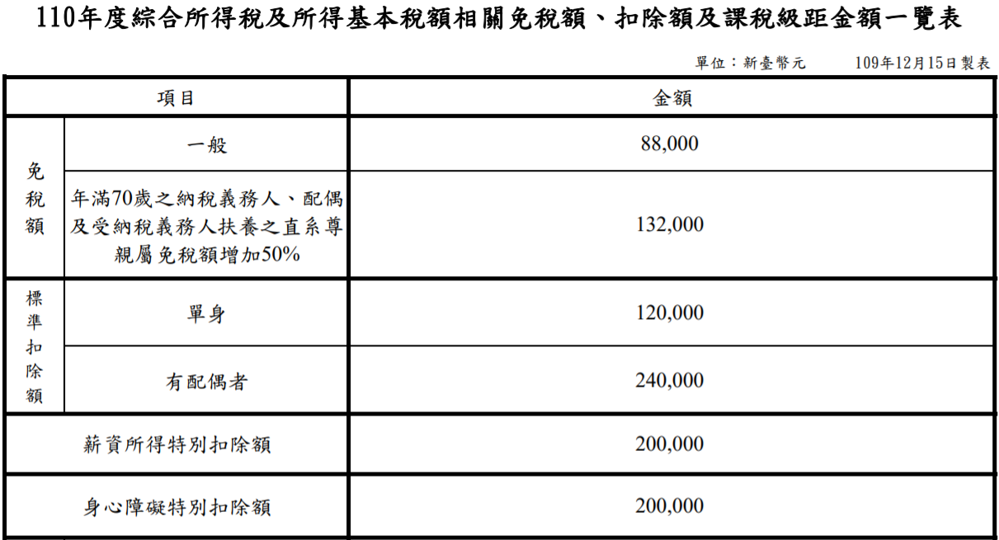 110年度綜合所得稅及所得基本稅額相關免稅額、扣除額及課稅級距金額一覽表
單位：新臺幣元 109年12月15日製表
項目 金額
免稅額
一般 88,000
年滿70歲之納稅義務人、配偶
及受納稅義務人扶養之直系尊
親屬免稅額增加50%
132,000
標準扣除額
單身 120,000
有配偶者 240,000
薪資所得特別扣除額 200,000
身心障礙特別扣除額 200,000